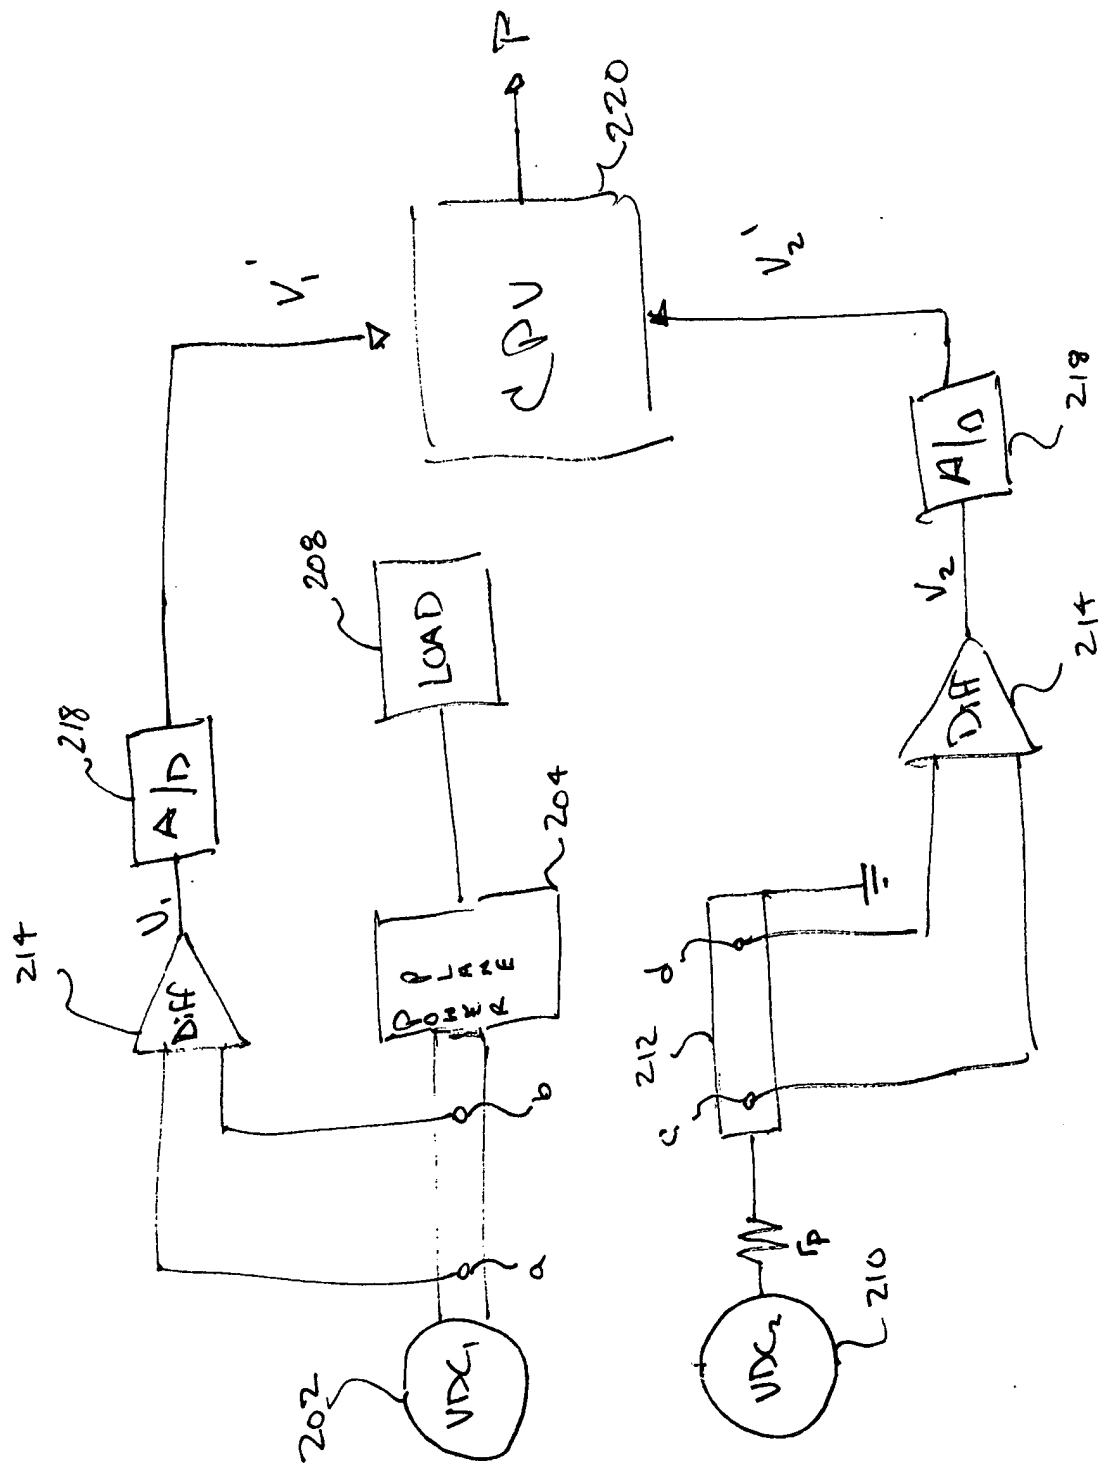 202
VDC₁
a
b
214
Diff
V₁
218
A/D
V₁'
POWER
PLANE
204
208
LOAD
CPU
220
P
210
VDC₂
rp
c
212
d
Diff
214
V₂
A/D
218
V₂'